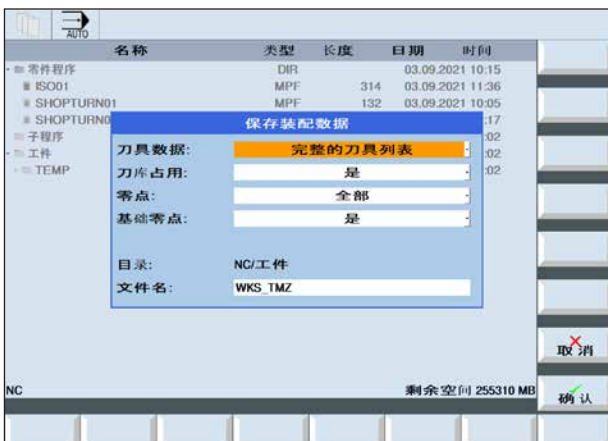 AUTO
名称 类型 长度 日期 时间
零件程序 DIR 03.09.2021 10:15
ISO01 MPF 314 03.09.2021 11:36
SHOPTURN01 MPF 132 03.09.2021 10:05
SHOPTURN0 :17
子程序 :02
工件 :02
TEMP :02
保存装配数据
刀具数据: 完整的刀具列表
刀库占用: 是
零点: 全部
基础零点: 是
目录: NC/工件
文件名: WKS_TMZ
取消
NC 剩余空间 255310 MB
确认